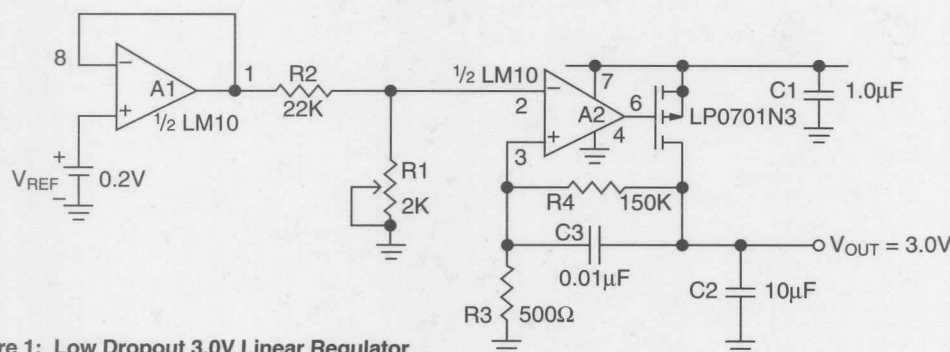 8
−
+
A1
1
½ LM10
R2
22K
+
V_REF
−
0.2V
R1
2K
½ LM10
2
−
3
+
A2
7
6
4
LP0701N3
C1
1.0µF
R4
150K
C3
0.01µF
R3
500Ω
C2
10µF
V_OUT = 3.0V
re 1: Low Dropout 3.0V Linear Regulator